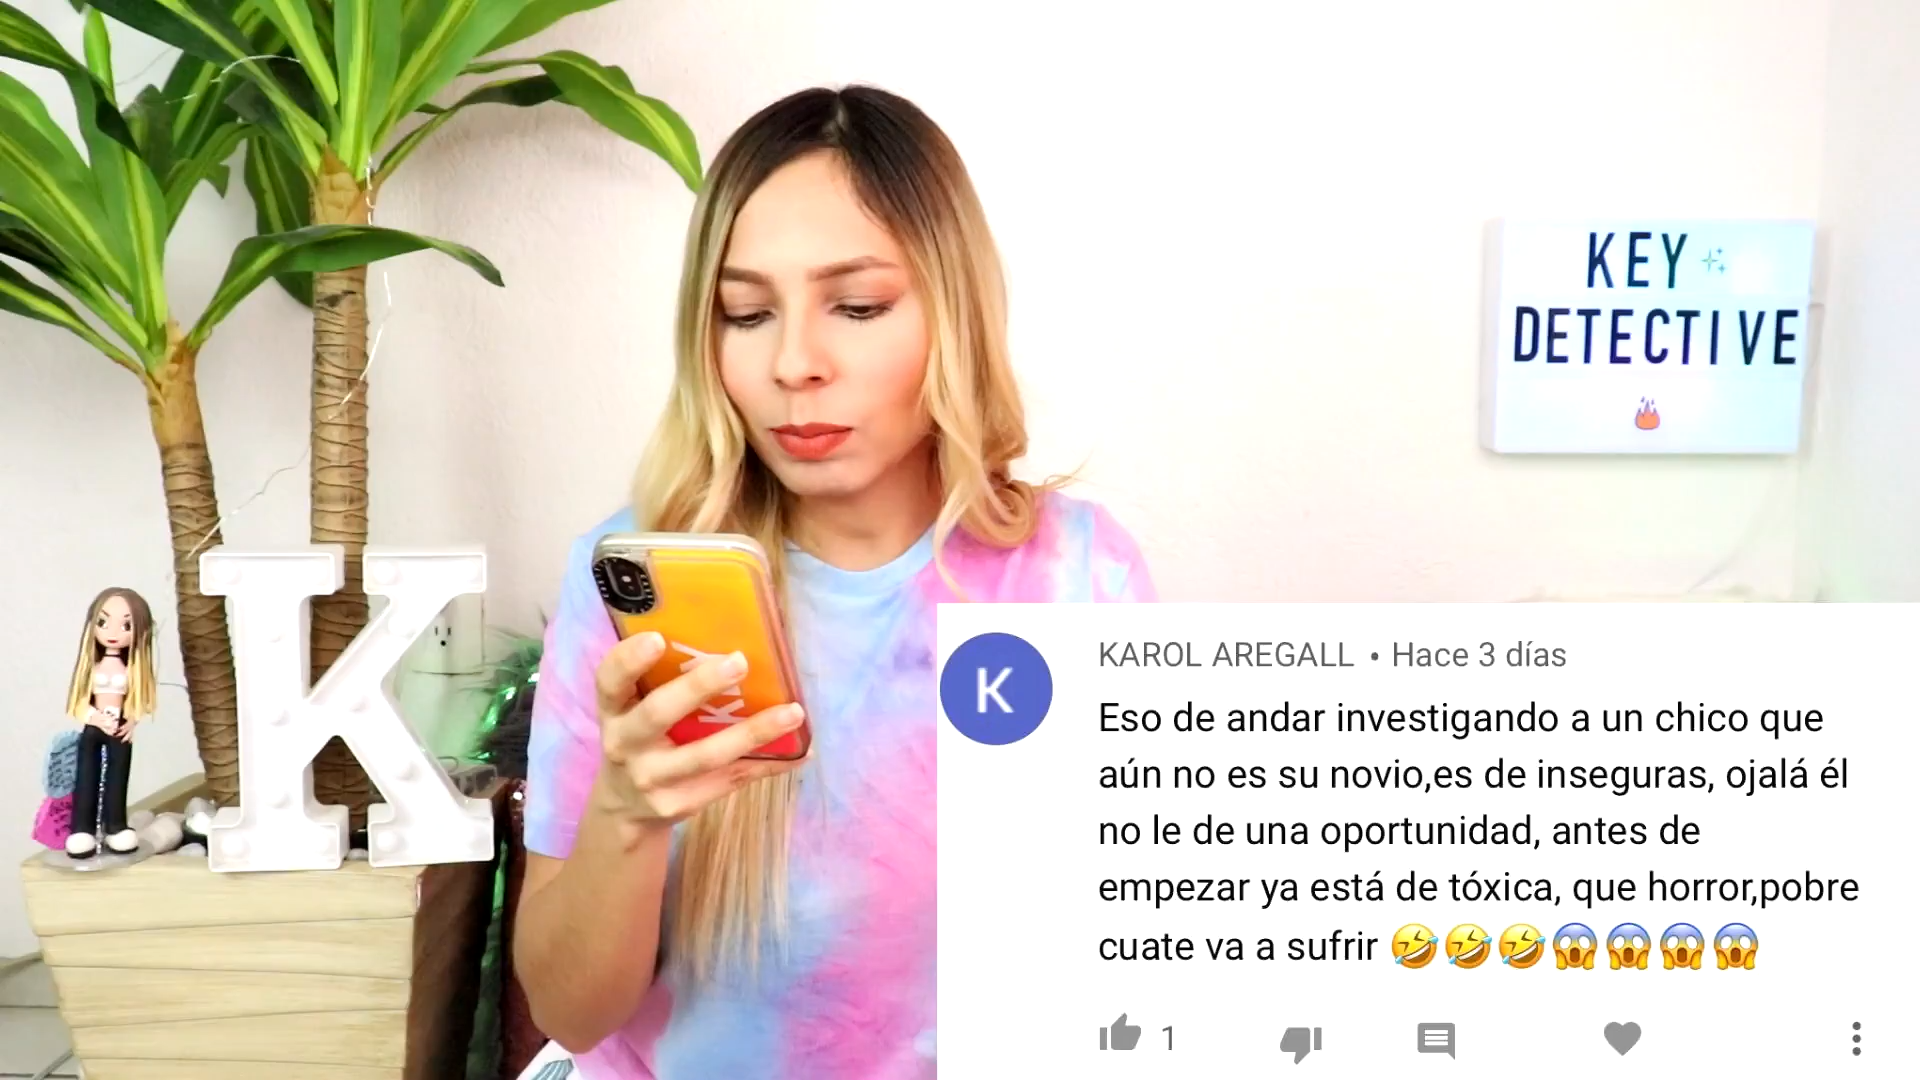 KEY
DETECTIVE
K
KEY
K
KAROL AREGALL • Hace 3 días
Eso de andar investigando a un chico que
aún no es su novio,es de inseguras, ojalá él
no le de una oportunidad, antes de
empezar ya está de tóxica, que horror,pobre
cuate va a sufrir 🤣🤣🤣😱😱😱😱
1